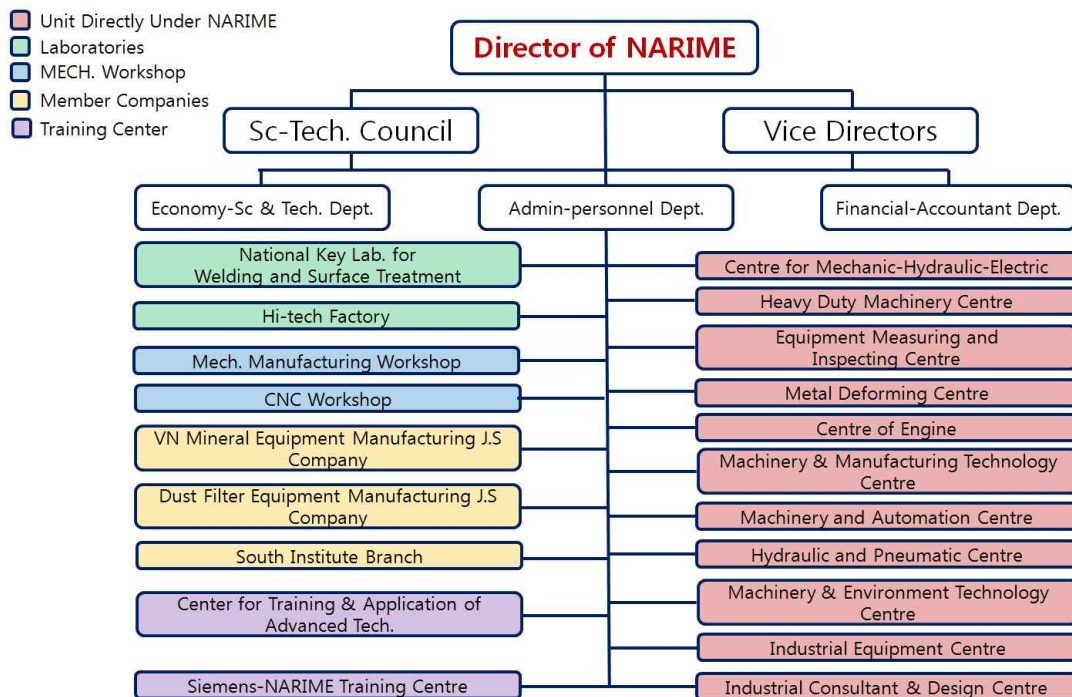 Unit Directly Under NARIME
Laboratories
MECH. Workshop
Member Companies
Training Center
Director of NARIME
Sc-Tech. Council
Vice Directors
Economy-Sc & Tech. Dept.
Admin-personnel Dept.
Financial-Accountant Dept.
National Key Lab. for
Welding and Surface Treatment
Hi-tech Factory
Mech. Manufacturing Workshop
CNC Workshop
VN Mineral Equipment Manufacturing J.S
Company
Dust Filter Equipment Manufacturing J.S
Company
South Institute Branch
Center for Training & Application of
Advanced Tech.
Siemens-NARIME Training Centre
Centre for Mechanic-Hydraulic-Electric
Heavy Duty Machinery Centre
Equipment Measuring and
Inspecting Centre
Metal Deforming Centre
Centre of Engine
Machinery & Manufacturing Technology
Centre
Machinery and Automation Centre
Hydraulic and Pneumatic Centre
Machinery & Environment Technology
Centre
Industrial Equipment Centre
Industrial Consultant & Design Centre